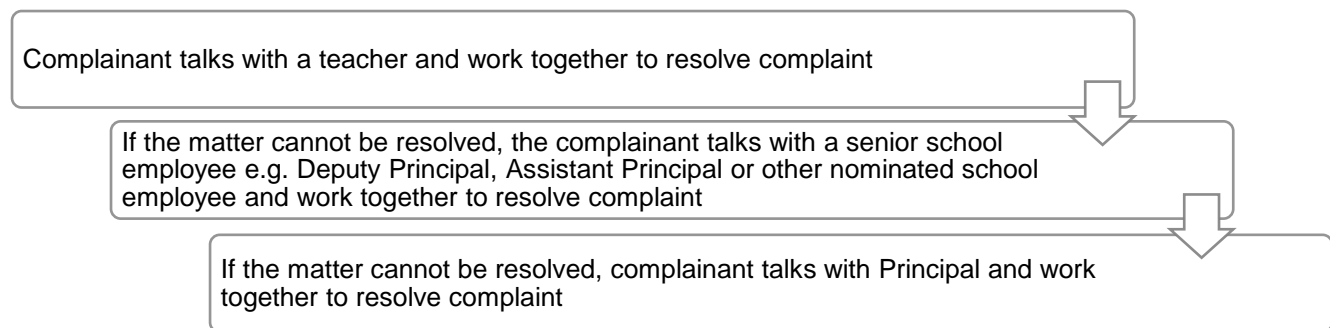 Complainant talks with a teacher and work together to resolve complaint
If the matter cannot be resolved, the complainant talks with a senior school
employee e.g. Deputy Principal, Assistant Principal or other nominated school
employee and work together to resolve complaint
If the matter cannot be resolved, complainant talks with Principal and work
together to resolve complaint